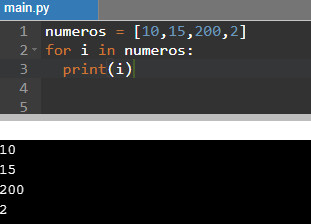 main.py
1 numeros = [10,15,200,2]
2 for i in numeros:
3   print(i)
4
5
10
15
200
2